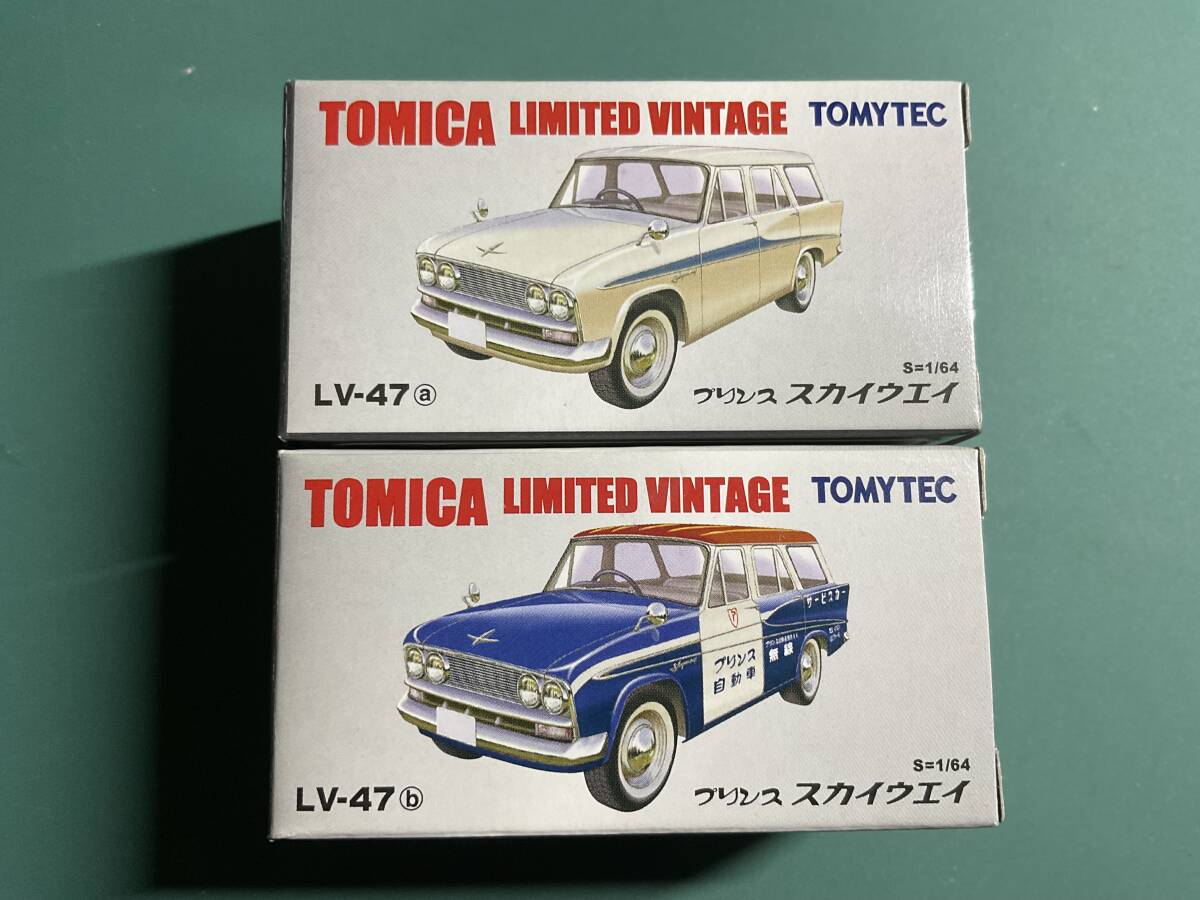 TOMICA LIMITED VINTAGE TOMYTEC
S=1/64
LV-47 ⓐ プリンス スカイウエイ
TOMICA LIMITED VINTAGE TOMYTEC
サービスカー
無線
プリンス
自動車
S=1/64
LV-47 ⓑ プリンス スカイウエイ